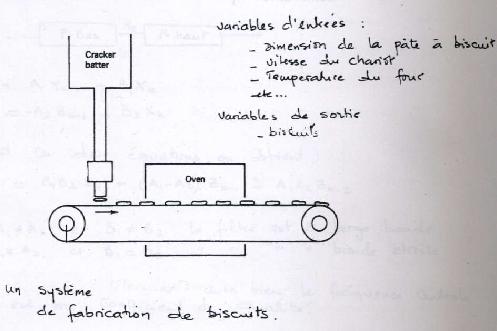 variables d'entrées :
- Dimension de la pâte à biscuit
- vitesse du chariot
- Température du four
- etc...
variables de sortie
- biscuits
Cracker
batter
Oven
un système
de fabrication de biscuits.